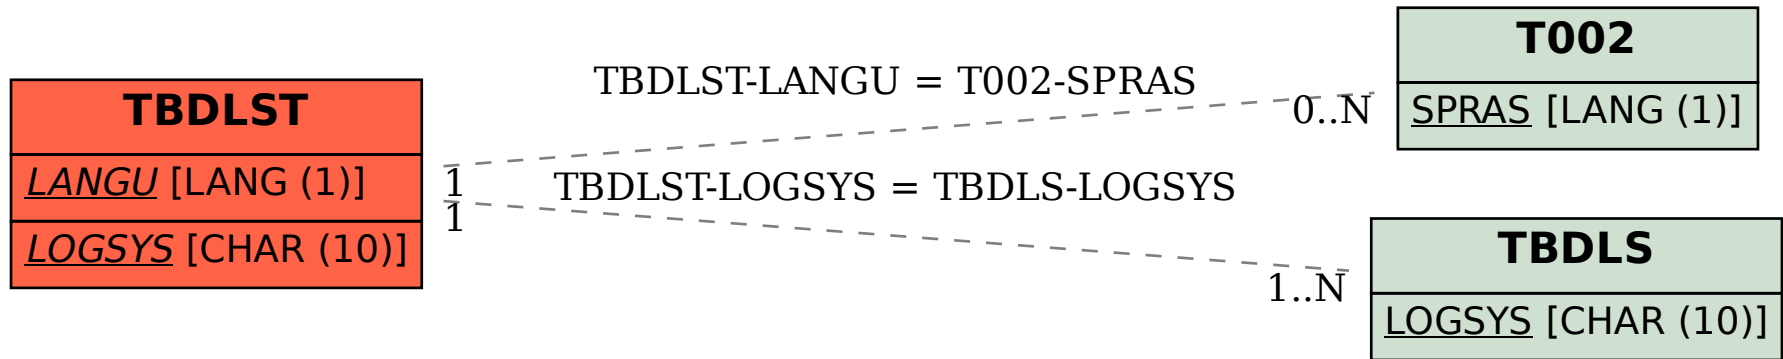 TBDLST
LANGU [LANG (1)]
LOGSYS [CHAR (10)]
TBDLST-LANGU = T002-SPRAS
1
0..N
TBDLST-LOGSYS = TBDLS-LOGSYS
1
1..N
T002
SPRAS [LANG (1)]
TBDLS
LOGSYS [CHAR (10)]